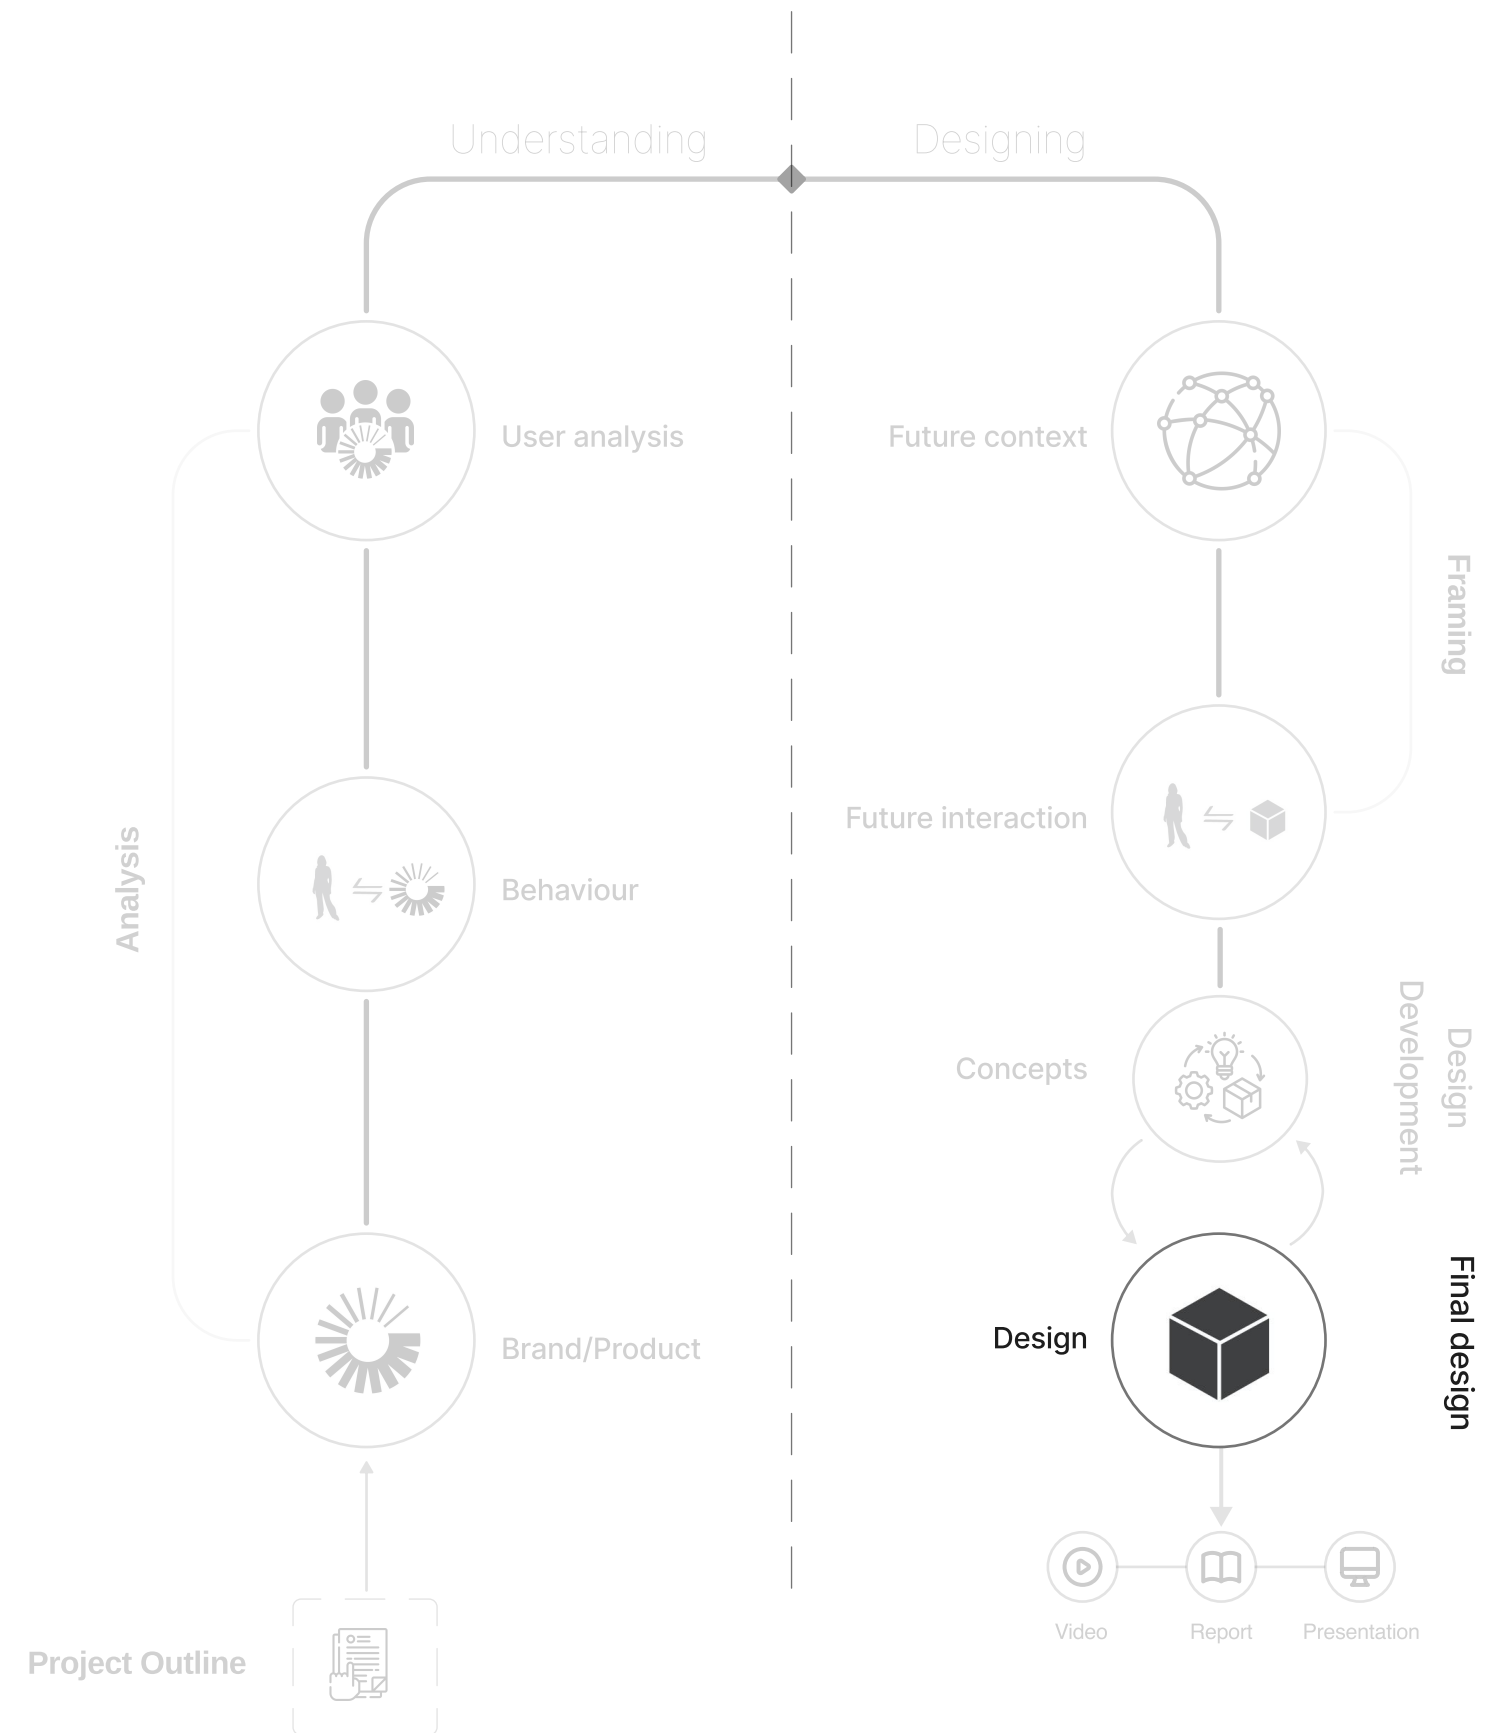 Understanding
Designing
User analysis
Future context
Framing
Future interaction
Analysis
Behaviour
Design
Development
Concepts
Final design
Design
Brand/Product
Video
Report
Presentation
Project Outline